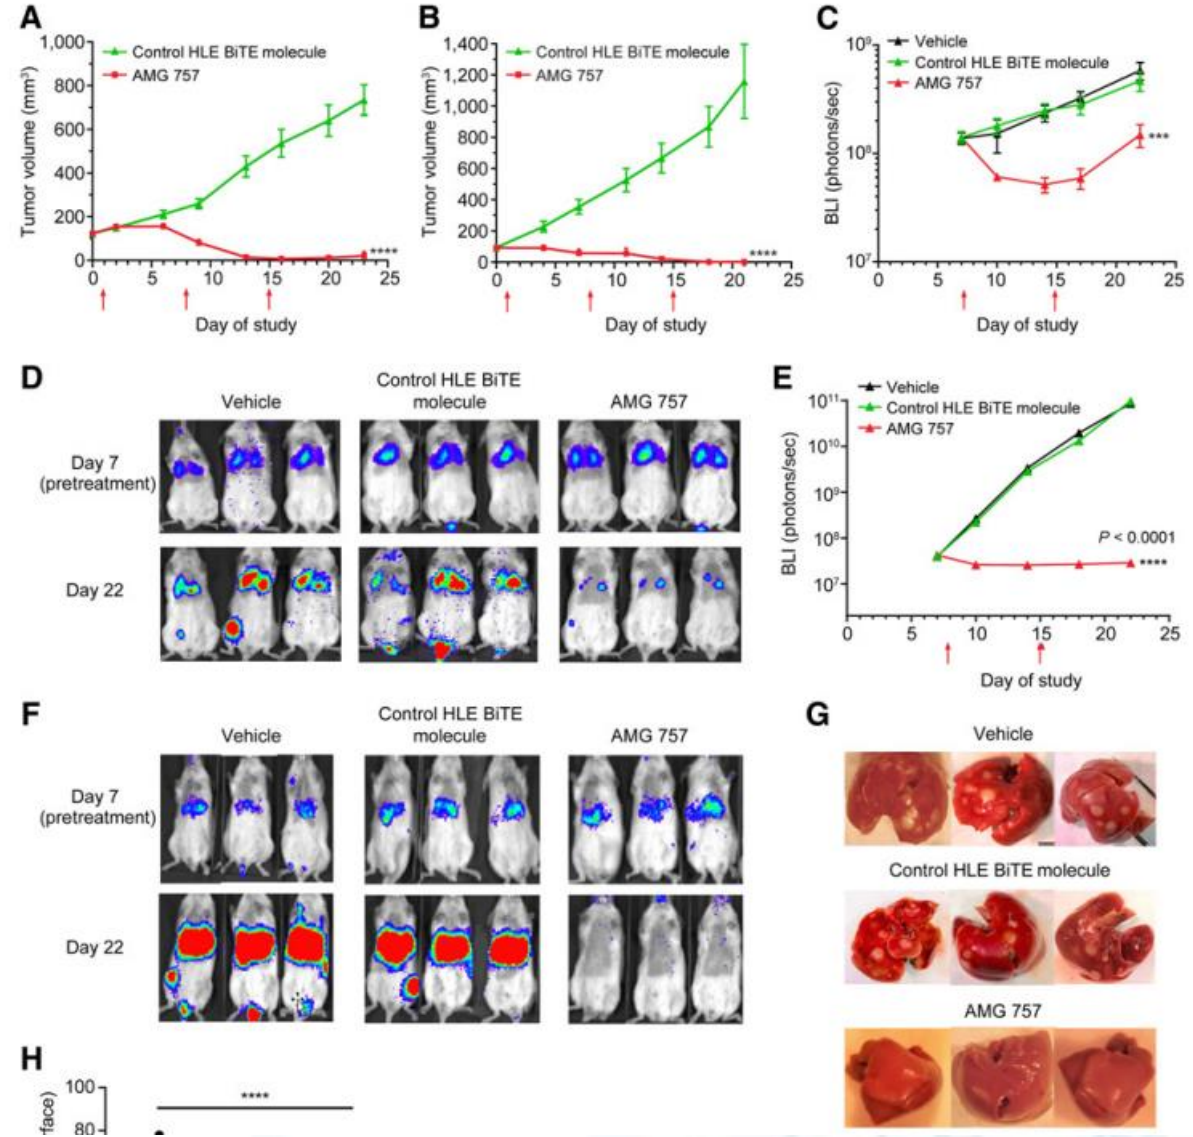 A
1,000
800
600
400
200
0
Tumor volume (mm³)
Control HLE BiTE molecule
AMG 757
****
0 5 10 15 20 25
Day of study
B
1,400
1,200
1,000
800
600
400
200
0
Tumor volume (mm³)
Control HLE BiTE molecule
AMG 757
****
0 5 10 15 20 25
Day of study
C
10⁹
10⁸
10⁷
BLI (photons/sec)
Vehicle
Control HLE BiTE molecule
AMG 757
***
0 5 10 15 20 25
Day of study
D
Vehicle
Control HLE BiTE
molecule
AMG 757
Day 7
(pretreatment)
Day 22
E
Vehicle
Control HLE BiTE molecule
AMG 757
10¹¹
10¹⁰
10⁹
10⁸
10⁷
BLI (photons/sec)
P < 0.0001
****
0 5 10 15 20 25
Day of study
F
Vehicle
Control HLE BiTE
molecule
AMG 757
Day 7
(pretreatment)
Day 22
G
Vehicle
Control HLE BiTE molecule
AMG 757
H
100
80
****